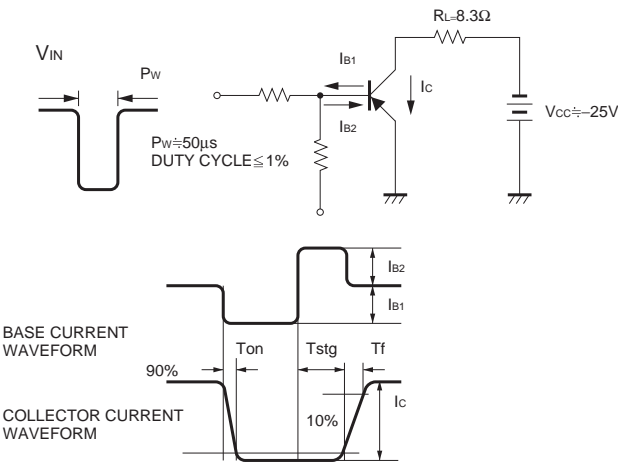 RL=8.3Ω
VIN
PW
IB1
IC
VCC≒−25V
IB2
PW≒50μs
DUTY CYCLE≦1%
IB2
IB1
BASE CURRENT
WAVEFORM
Ton
Tstg
Tf
90%
IC
10%
COLLECTOR CURRENT
WAVEFORM